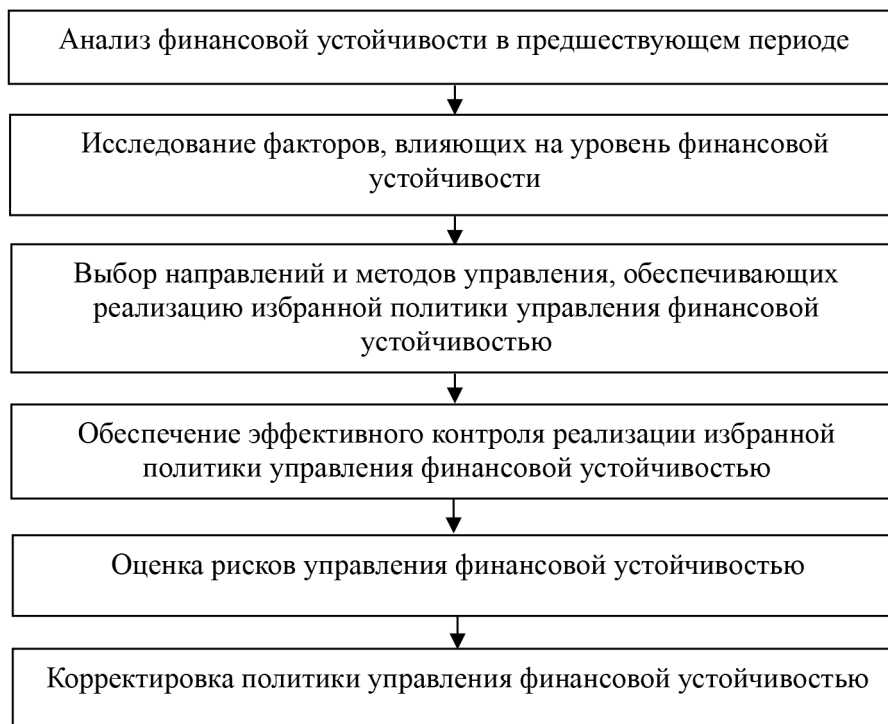 Анализ финансовой устойчивости в предшествующем периоде
Исследование факторов, влияющих на уровень финансовой
устойчивости
Выбор направлений и методов управления, обеспечивающих
реализацию избранной политики управления финансовой
устойчивостью
Обеспечение эффективного контроля реализации избранной
политики управления финансовой устойчивостью
Оценка рисков управления финансовой устойчивостью
Корректировка политики управления финансовой устойчивостью